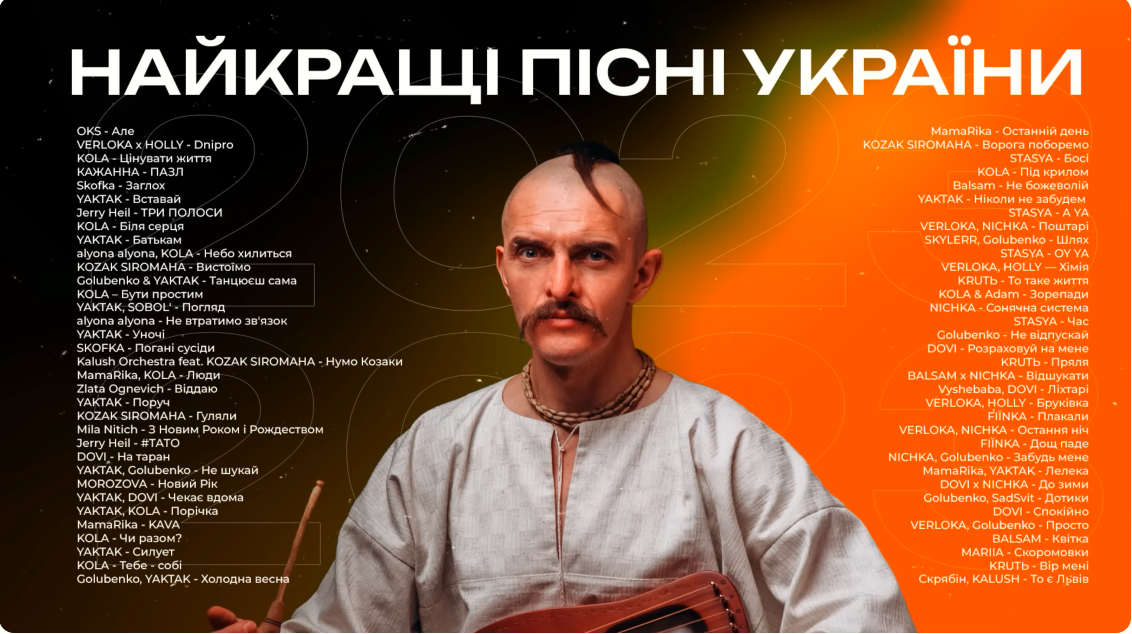 НАЙКРАЩІ ПІСНІ УКРАЇНИ
OKS - Але
VERLOKA x HOLLY - Dnipro
KOLA - Цінувати життя
КАЖАННА - ПАЗЛ
Skofka - Заглох
YAKTAK - Вставай
Jerry Heil - ТРИ ПОЛОСИ
KOLA - Біля серця
YAKTAK - Батькам
alyona alyona, KOLA - Небо хилиться
KOZAK SIROMAHA - Вистоїмо
Golubenko & YAKTAK - Танцюєш сама
KOLA – Бути простим
YAKTAK, SOBOL' - Погляд
alyona alyona - Не втратимо зв'язок
YAKTAK - Уночі
SKOFKA - Погані сусіди
Kalush Orchestra feat. KOZAK SIROMAHA - Нумо Козаки
MamaRika, KOLA - Люди
Zlata Ognevich - Віддаю
YAKTAK - Поруч
KOZAK SIROMAHA - Гуляли
Mila Nitich - З Новим Роком і Рождеством
Jerry Heil - #ТАТО
DOVI - На таран
YAKTAK, Golubenko - Не шукай
MOROZOVA - Новий Рік
YAKTAK, DOVI - Чекає вдома
YAKTAK, KOLA - Порічка
MamaRika - KAVA
KOLA - Чи разом?
YAKTAK - Силует
KOLA - Тебе - собі
Golubenko, YAKTAK - Холодна весна
MamaRika - Останній день
KOZAK SIROMAHA - Ворога поборемо
STASYA - Босі
KOLA - Під крилом
Balsam - Не божеволій
YAKTAK - Ніколи не забудем
STASYA - A YA
VERLOKA, NICHKA - Поштарі
SKYLERR, Golubenko - Шлях
STASYA - OY YA
VERLOKA, HOLLY — Хімія
KRUTЬ - То таке життя
KOLA & Adam - Зорепади
NICHKA - Сонячна система
STASYA - Час
Golubenko - Не відпускай
DOVI - Розраховуй на мене
KRUTЬ - Пряля
BALSAM x NICHKA - Відшукати
Vyshebaba, DOVI - Ліхтарі
VERLOKA, HOLLY - Бруківка
FIЇNKA - Плакали
VERLOKA, NICHKA - Остання ніч
FIЇNKA - Дощ паде
NICHKA, Golubenko - Забудь мене
MamaRika, YAKTAK - Лелека
DOVI x NICHKA - До зими
Golubenko, SadSvit - Дотики
DOVI - Спокійно
VERLOKA, Golubenko - Просто
BALSAM - Квітка
MARIIA - Скоромовки
KRUTЬ - Вір мені
Скрябін, KALUSH - То є Львів